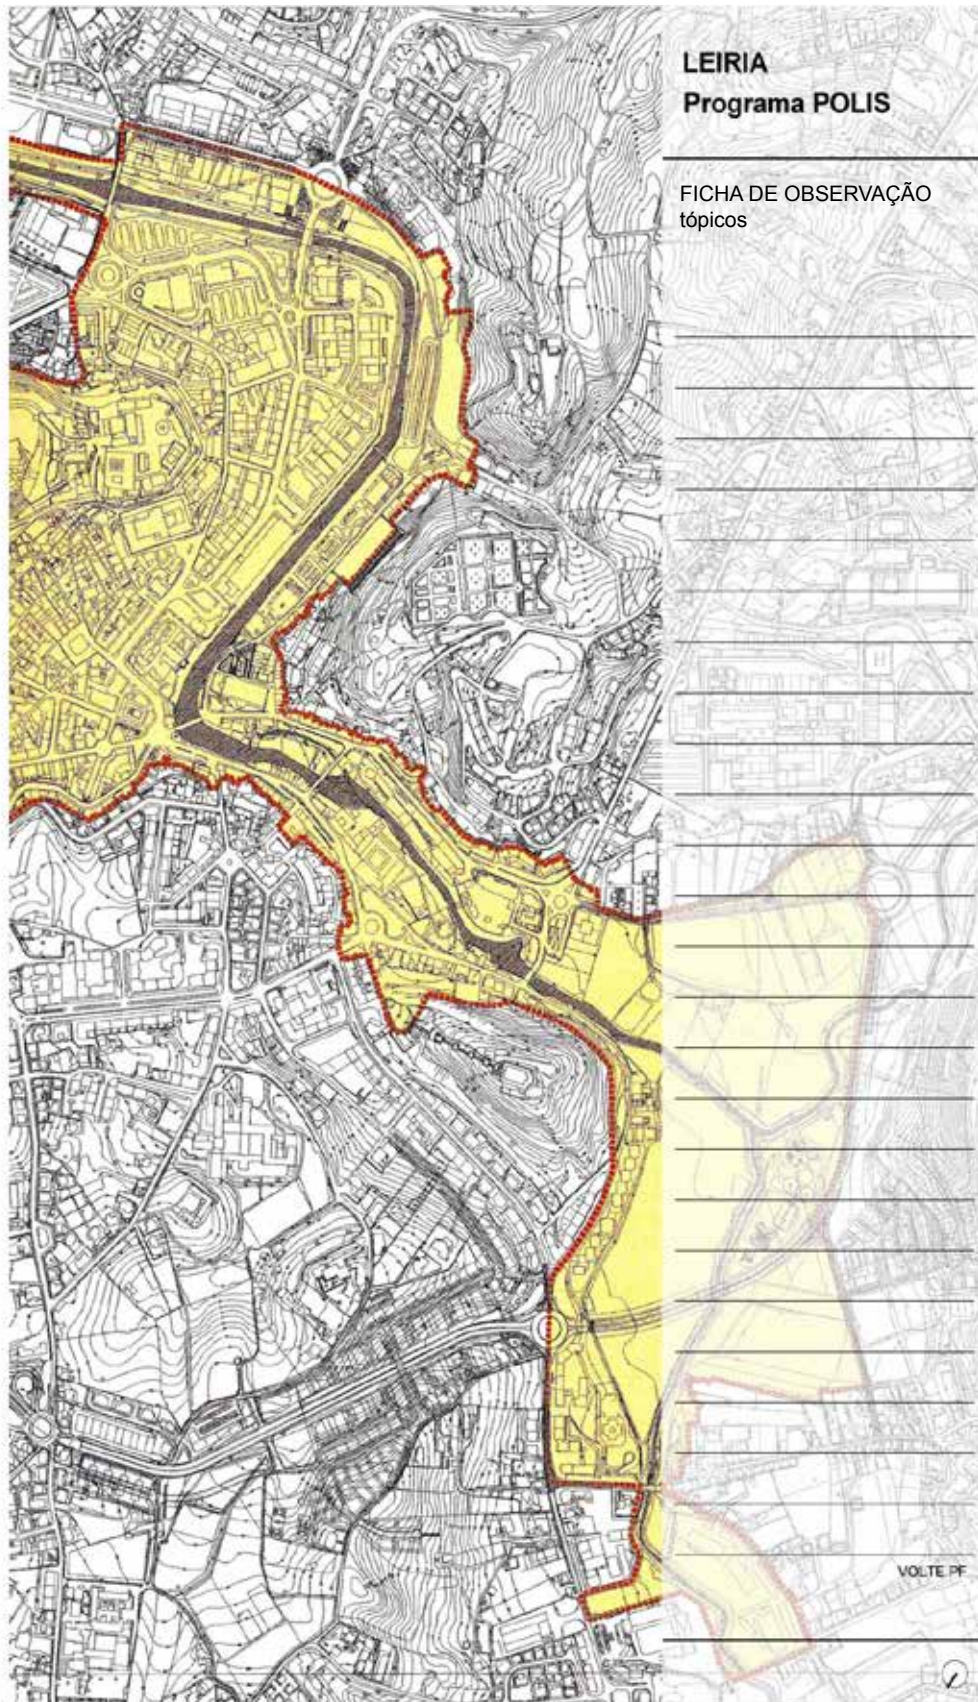 LEIRIA
Programa POLIS
FICHA DE OBSERVAÇÃO
tópicos
VOLTE PF